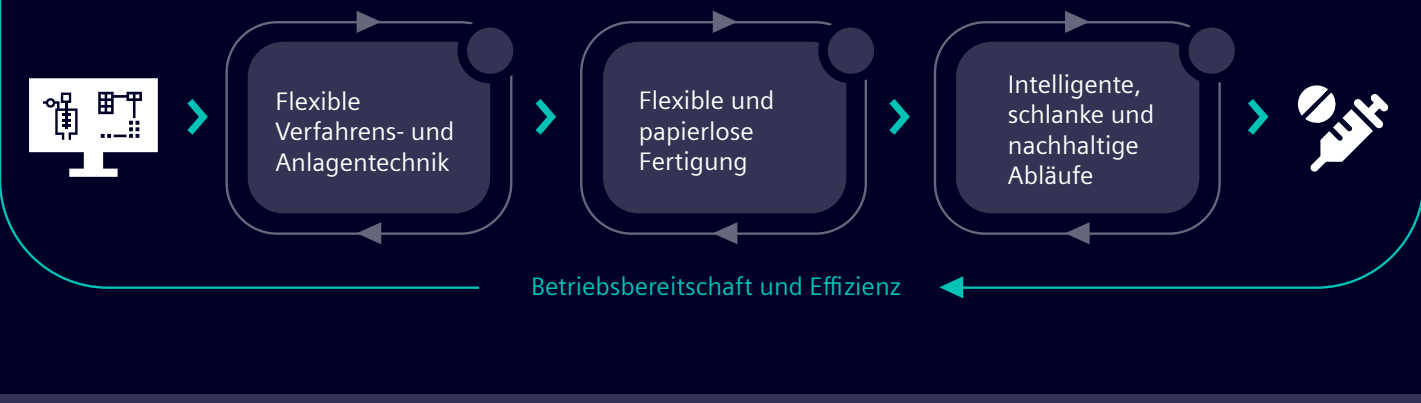 Flexible
Verfahrens- und
Anlagentechnik
Flexible und
papierlose
Fertigung
Intelligente,
schlanke und
nachhaltige
Abläufe
Betriebsbereitschaft und Effizienz